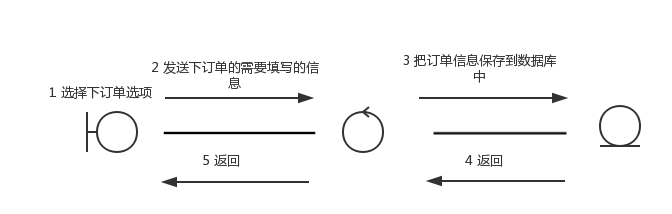 1 选择下订单选项
2 发送下订单的需要填写的信
息
3 把订单信息保存到数据库
中
5 返回
4 返回